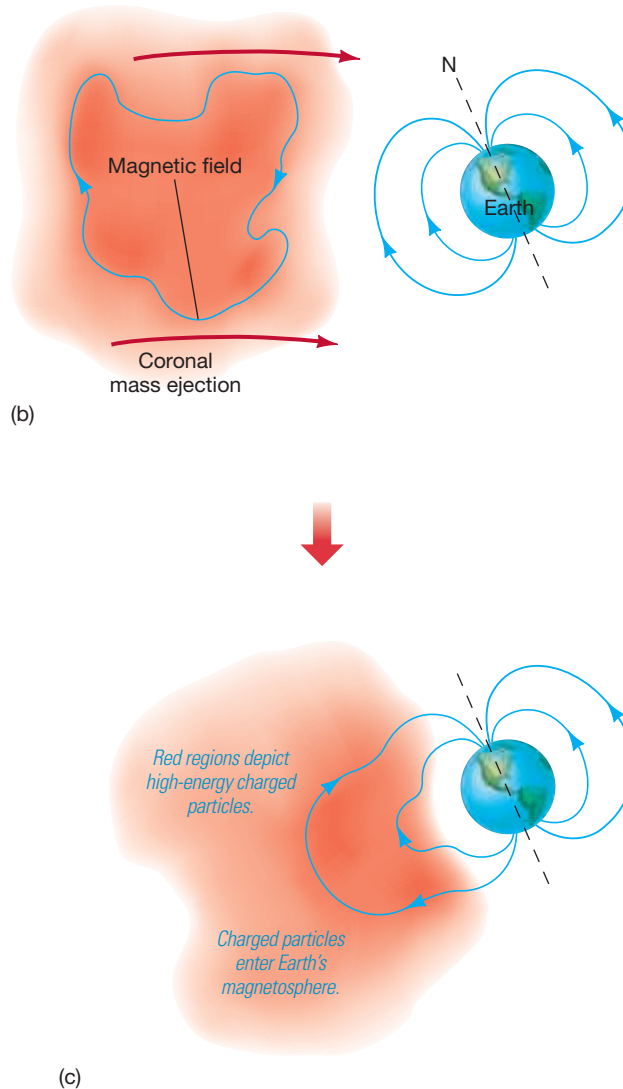 N
Magnetic field
Earth
Coronal
mass ejection
(b)
Red regions depict
high-energy charged
particles.
Charged particles
enter Earth's
magnetosphere.
(c)